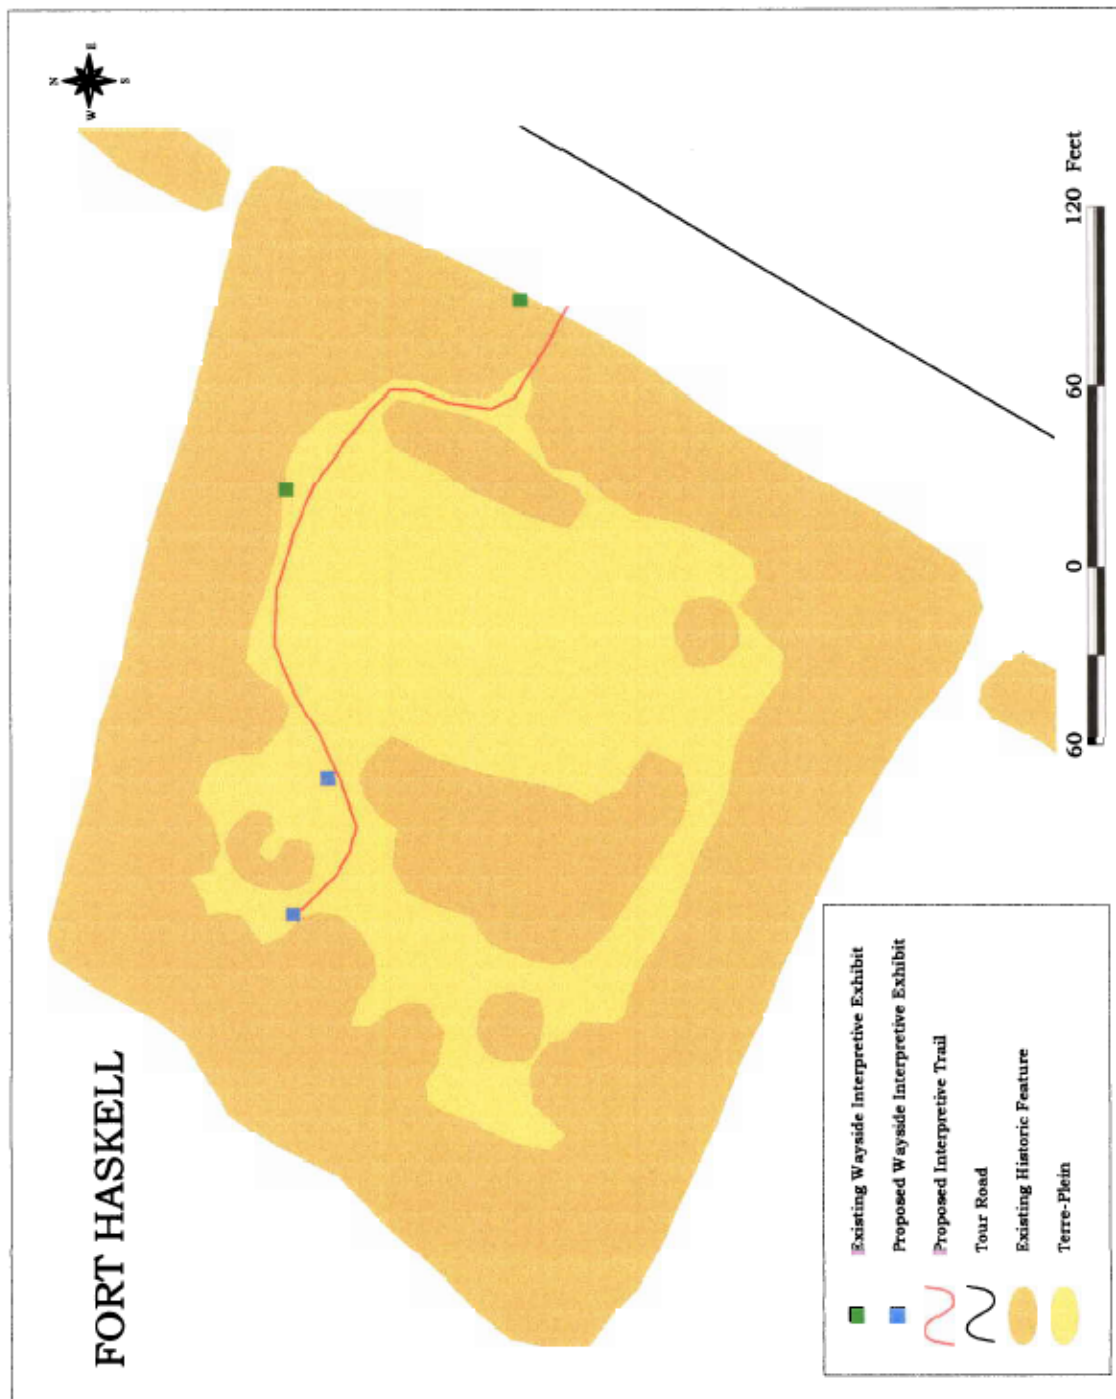 FORT HASKELL
N
E
S
W
60 0 60 120 Feet
Existing Wayside Interpretive Exhibit
Proposed Wayside Interpretive Exhibit
Proposed Interpretive Trail
Tour Road
Existing Historic Feature
Terre-Plein